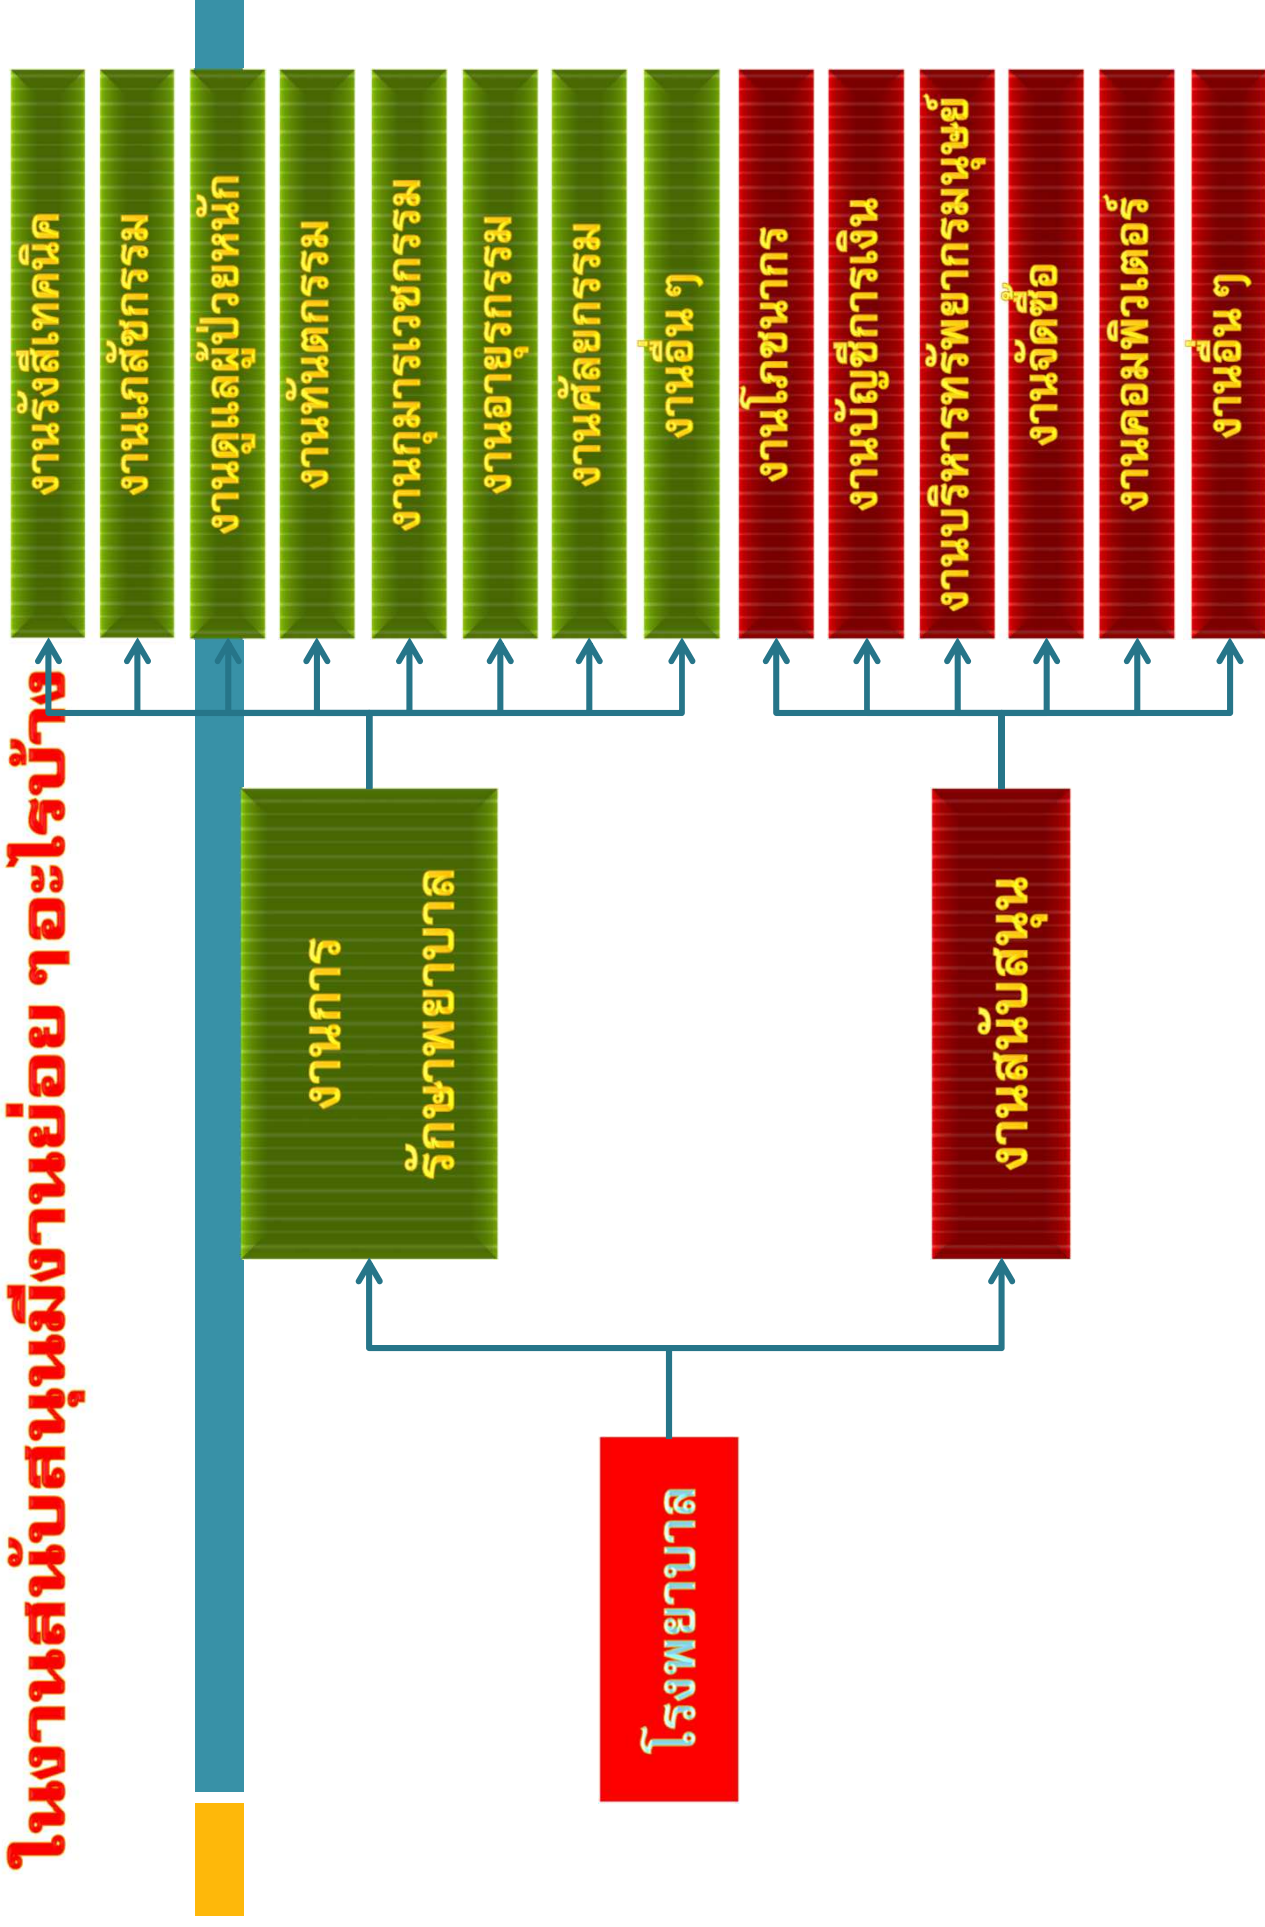 ในงานสนับสนุนมีงานย่อย ๆอะไรบ้าง
โรงพยาบาล
งานการ
รักษาพยาบาล
งานรังสีเทคนิค
งานเภสัชกรรม
งานดูแลผู้ป่วยหนัก
งานทันตกรรม
งานกุมารเวชกรรม
งานอายุรกรรม
งานศัลยกรรม
งานอื่น ๆ
งานสนับสนุน
งานโภชนากร
งานบัญชีการเงิน
งานบริหารทรัพยากรมนุษย์
งานจัดซื้อ
งานคอมพิวเตอร์
งานอื่น ๆ